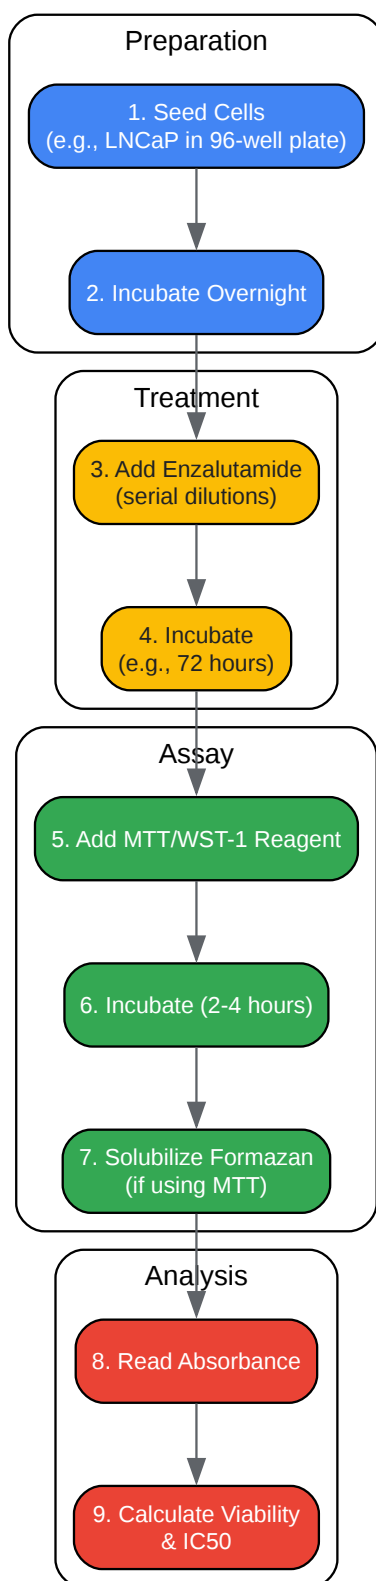 Preparation
1. Seed Cells
(e.g., LNCaP in 96-well plate)
2. Incubate Overnight
Treatment
3. Add Enzalutamide
(serial dilutions)
4. Incubate
(e.g., 72 hours)
Assay
5. Add MTT/WST-1 Reagent
6. Incubate (2-4 hours)
7. Solubilize Formazan
(if using MTT)
Analysis
8. Read Absorbance
9. Calculate Viability
& IC50